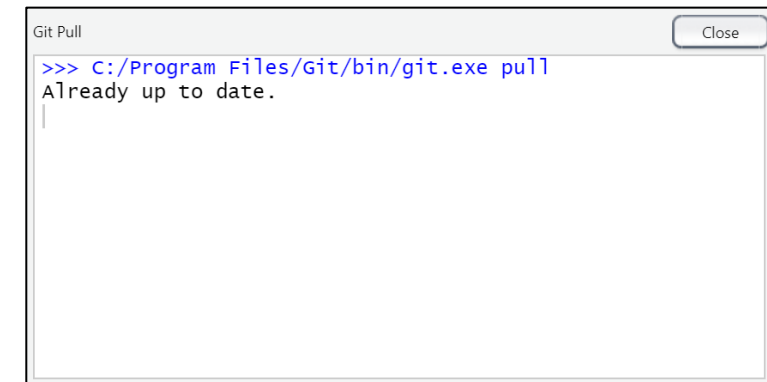 Git Pull
Close
>>> C:/Program Files/Git/bin/git.exe pull
Already up to date.